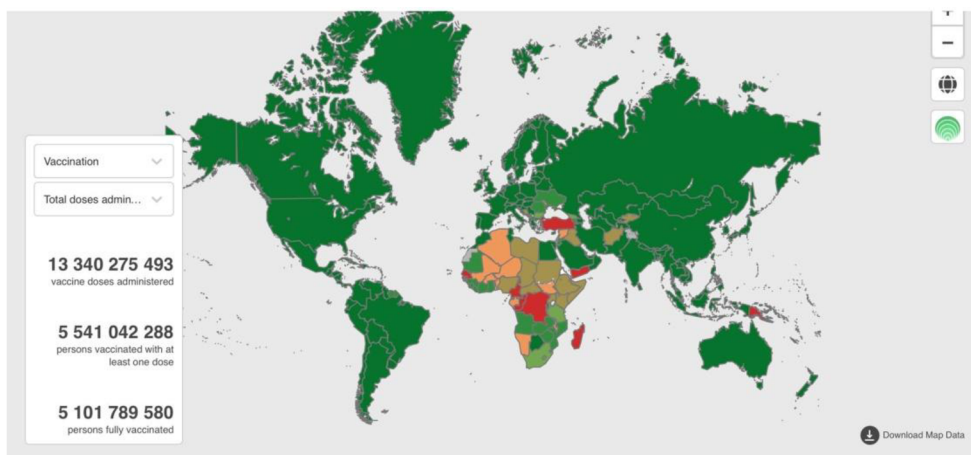 Vaccination
Total doses admin...
13 340 275 493
vaccine doses administered
5 541 042 288
persons vaccinated with at
least one dose
5 101 789 580
persons fully vaccinated
+
−
Download Map Data